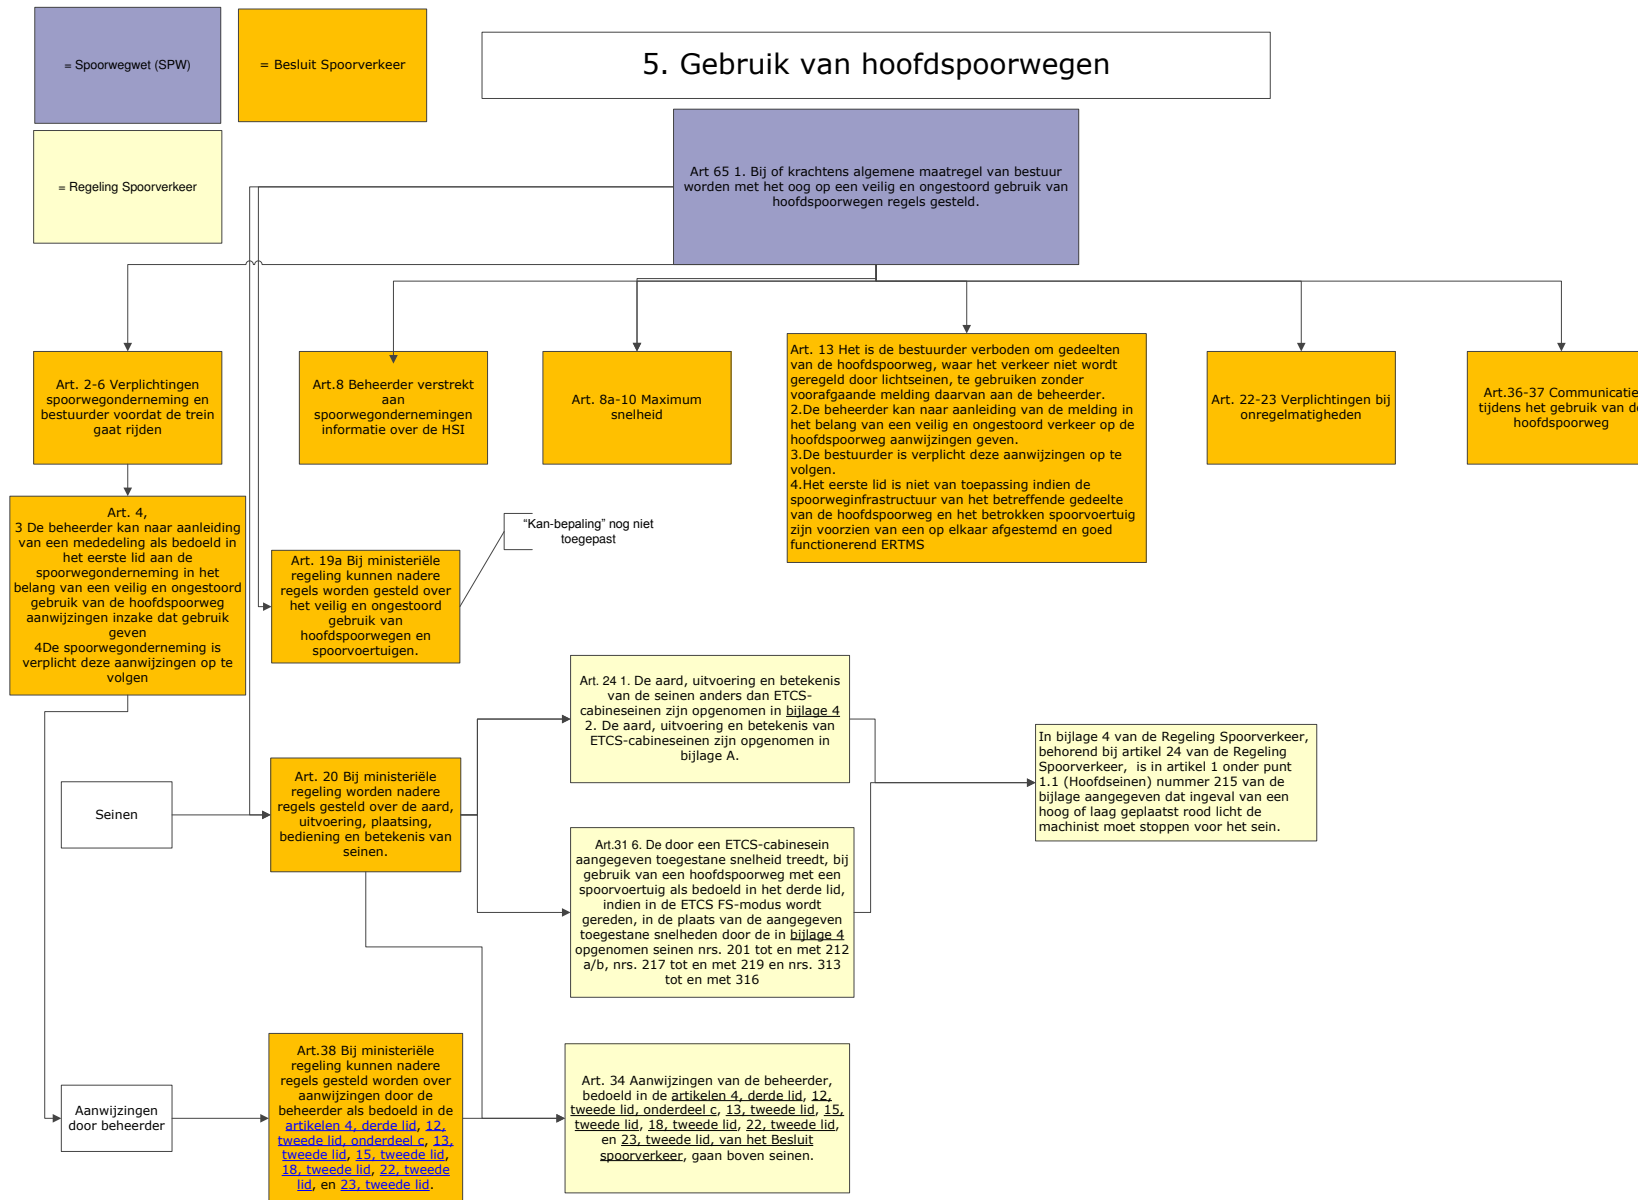 = Spoorwegwet (SPW)
= Besluit Spoorverkeer
5. Gebruik van hoofdspoorwegen
= Regeling Spoorverkeer
Art 65 1. Bij of krachtens algemene maatregel van bestuur
worden met het oog op een veilig en ongestoord gebruik van
hoofdspoorwegen regels gesteld.
Art. 2-6 Verplichtingen
spoorwegonderneming en
bestuurder voordat de trein
gaat rijden
Art.8 Beheerder verstrekt
aan
spoorwegondernemingen
informatie over de HSI
Art. 8a-10 Maximum
snelheid
Art. 13 Het is de bestuurder verboden om gedeelten
van de hoofdspoorweg, waar het verkeer niet wordt
geregeld door lichtseinen, te gebruiken zonder
voorafgaande melding daarvan aan de beheerder.
2.De beheerder kan naar aanleiding van de melding in
het belang van een veilig en ongestoord verkeer op de
hoofdspoorweg aanwijzingen geven.
3.De bestuurder is verplicht deze aanwijzingen op te
volgen.
4.Het eerste lid is niet van toepassing indien de
spoorweginfrastructuur van het betreffende gedeelte
van de hoofdspoorweg en het betrokken spoorvoertuig
zijn voorzien van een op elkaar afgestemd en goed
functionerend ERTMS
Art. 22-23 Verplichtingen bij
onregelmatigheden
Art.36-37 Communicatie
tijdens het gebruik van de
hoofdspoorweg
Art. 4,
3 De beheerder kan naar aanleiding
van een mededeling als bedoeld in
het eerste lid aan de
spoorwegonderneming in het
belang van een veilig en ongestoord
gebruik van de hoofdspoorweg
aanwijzingen inzake dat gebruik
geven
4De spoorwegonderneming is
verplicht deze aanwijzingen op te
volgen
"Kan-bepaling" nog niet
toegepast
Art. 19a Bij ministeriële
regeling kunnen nadere
regels worden gesteld over
het veilig en ongestoord
gebruik van
hoofdspoorwegen en
spoorvoertuigen.
Art. 24 1. De aard, uitvoering en betekenis
van de seinen anders dan ETCS-
cabineseinen zijn opgenomen in bijlage 4
2. De aard, uitvoering en betekenis van
ETCS-cabineseinen zijn opgenomen in
bijlage A.
In bijlage 4 van de Regeling Spoorverkeer,
behorend bij artikel 24 van de Regeling
Spoorverkeer, is in artikel 1 onder punt
1.1 (Hoofdseinen) nummer 215 van de
bijlage aangegeven dat ingeval van een
hoog of laag geplaatst rood licht de
machinist moet stoppen voor het sein.
Seinen
Art. 20 Bij ministeriële
regeling worden nadere
regels gesteld over de aard,
uitvoering, plaatsing,
bediening en betekenis van
seinen.
Art.31 6. De door een ETCS-cabinesein
aangegeven toegestane snelheid treedt, bij
gebruik van een hoofdspoorweg met een
spoorvoertuig als bedoeld in het derde lid,
indien in de ETCS FS-modus wordt
gereden, in de plaats van de aangegeven
toegestane snelheden door de in bijlage 4
opgenomen seinen nrs. 201 tot en met 212
a/b, nrs. 217 tot en met 219 en nrs. 313
tot en met 316
Aanwijzingen
door beheerder
Art.38 Bij ministeriële
regeling kunnen nadere
regels gesteld worden over
aanwijzingen door de
beheerder als bedoeld in de
artikelen 4, derde lid, 12,
tweede lid, onderdeel c, 13,
tweede lid, 15, tweede lid,
18, tweede lid, 22, tweede
lid, en 23, tweede lid.
Art. 34 Aanwijzingen van de beheerder,
bedoeld in de artikelen 4, derde lid, 12,
tweede lid, onderdeel c, 13, tweede lid, 15,
tweede lid, 18, tweede lid, 22, tweede lid,
en 23, tweede lid, van het Besluit
spoorverkeer, gaan boven seinen.